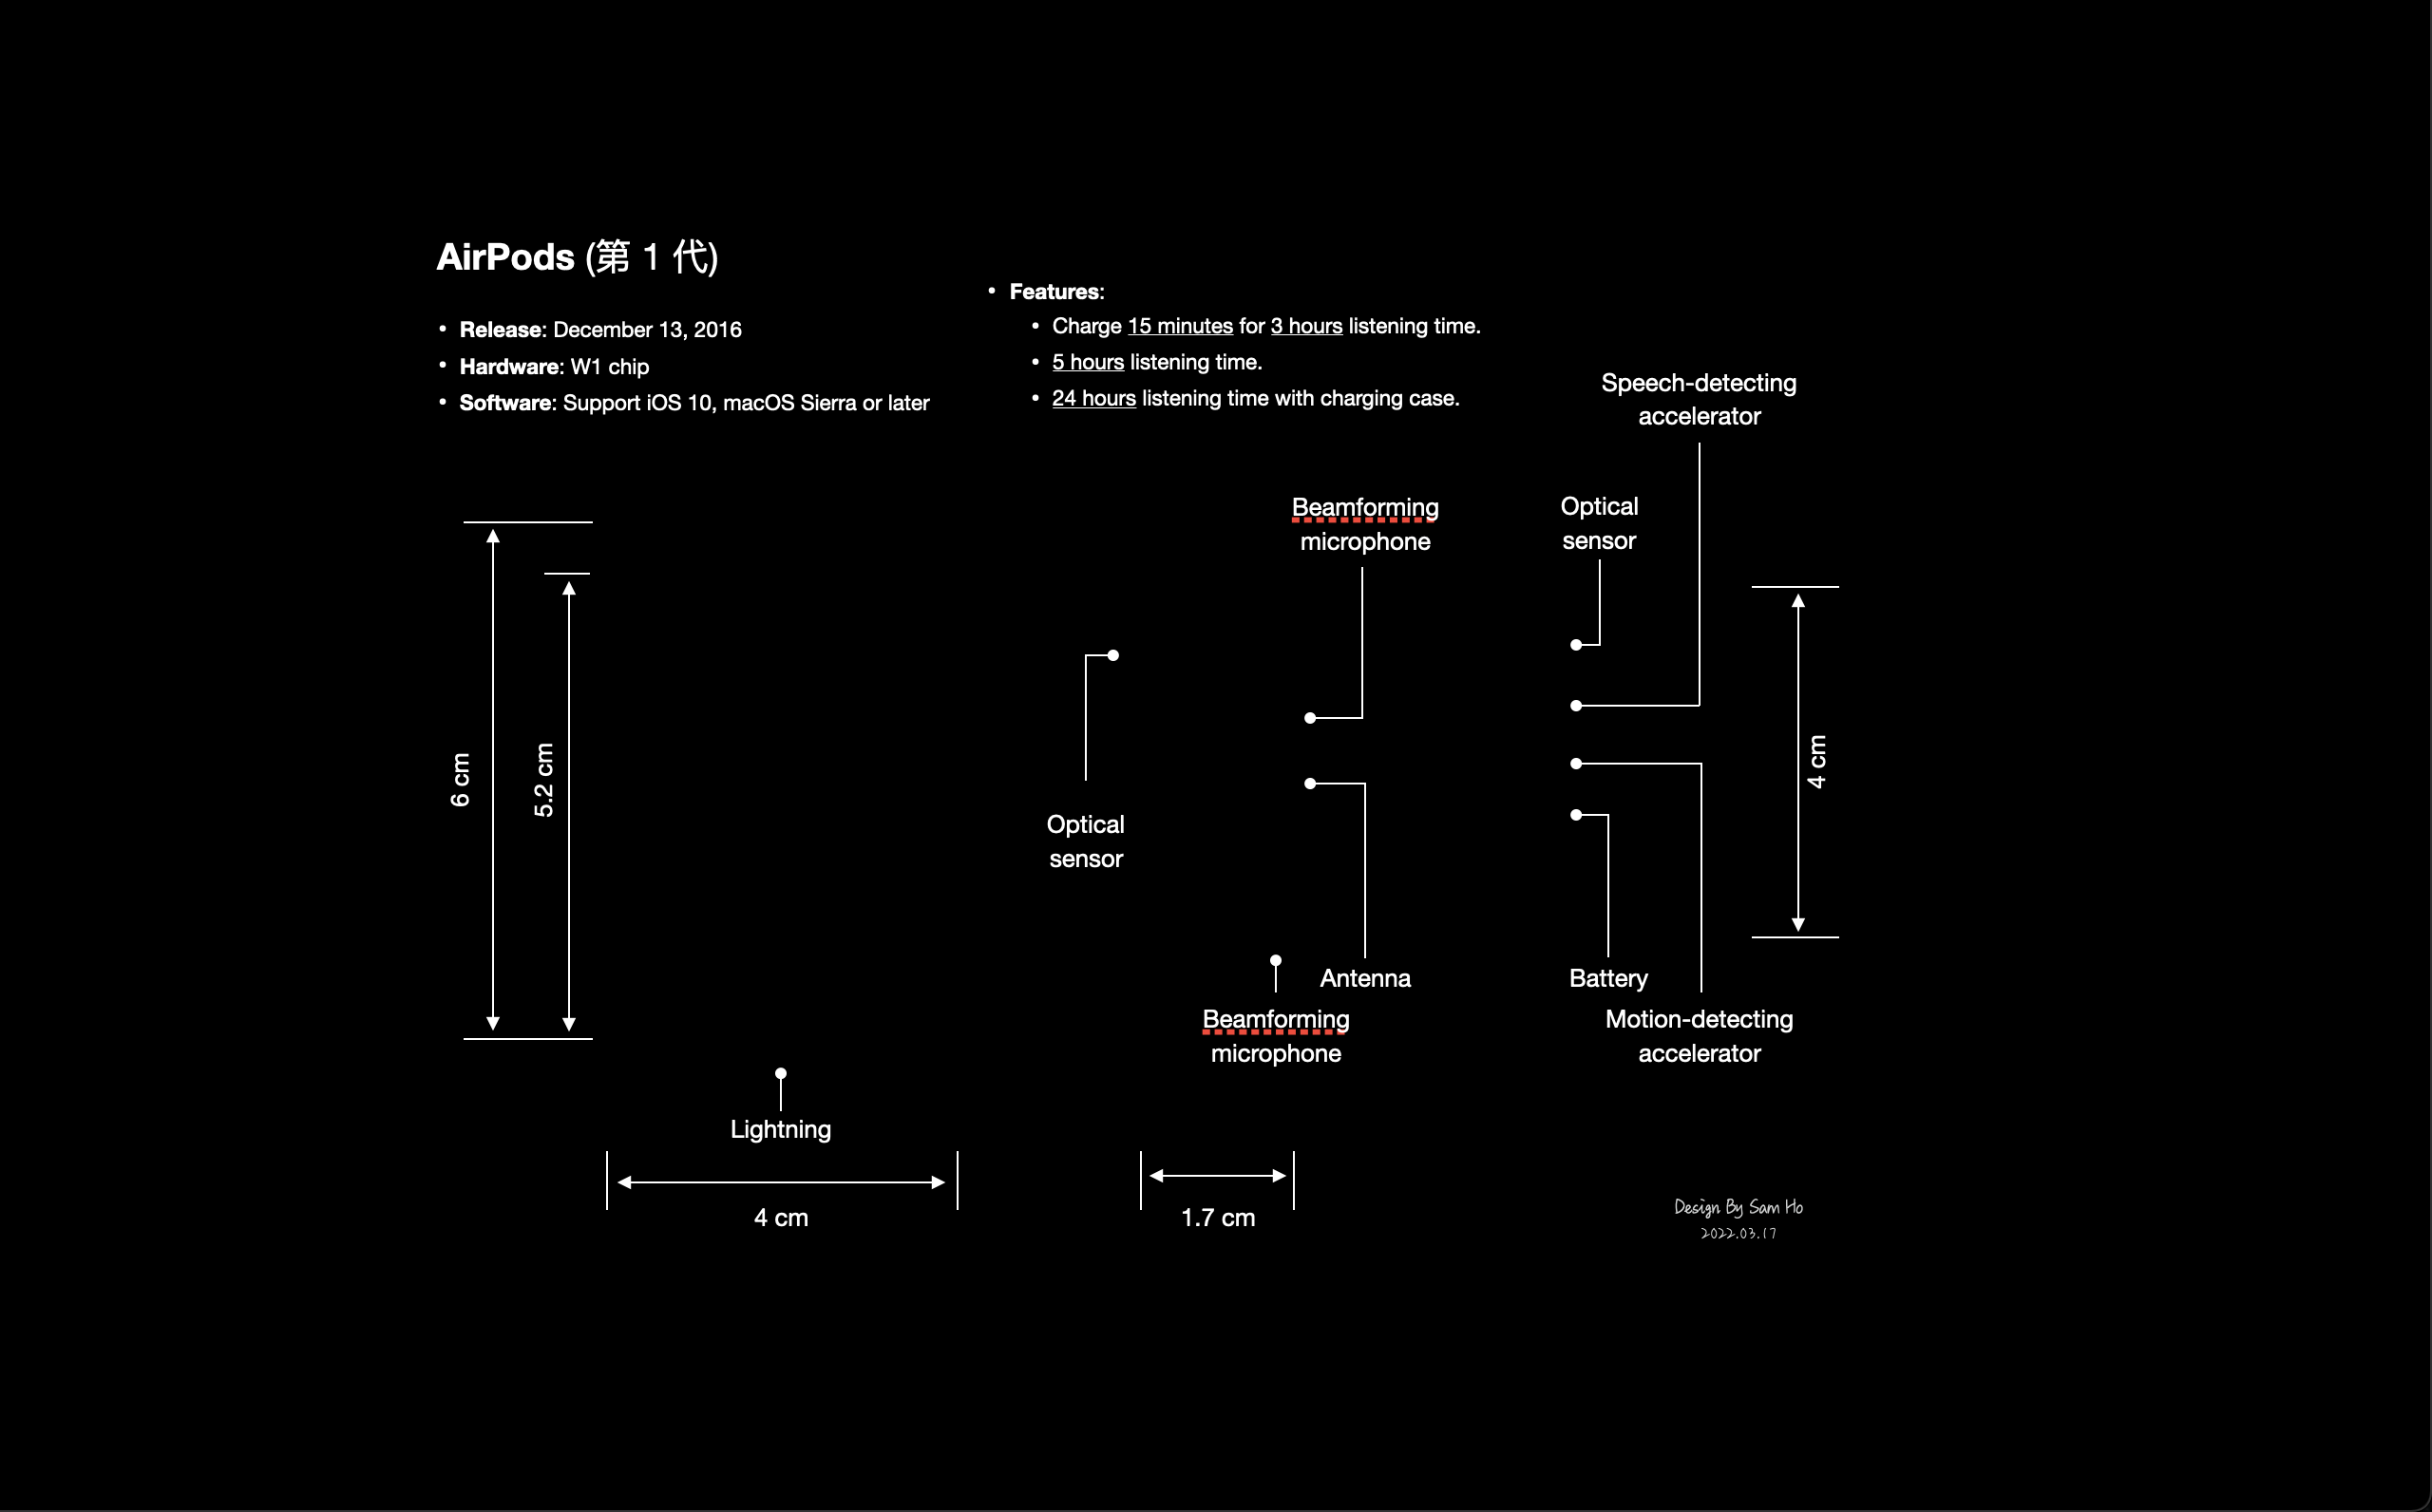 AirPods (第 1 代)
• Release: December 13, 2016
• Hardware: W1 chip
• Software: Support iOS 10, macOS Sierra or later
• Features:
• Charge 15 minutes for 3 hours listening time.
• 5 hours listening time.
• 24 hours listening time with charging case.
Speech-detecting
accelerator
Beamforming
microphone
Optical
sensor
6 cm
5.2 cm
4 cm
Optical
sensor
Antenna
Battery
Beamforming
microphone
Motion-detecting
accelerator
Lightning
4 cm
1.7 cm
Design By Sam Ho
2022.03.17